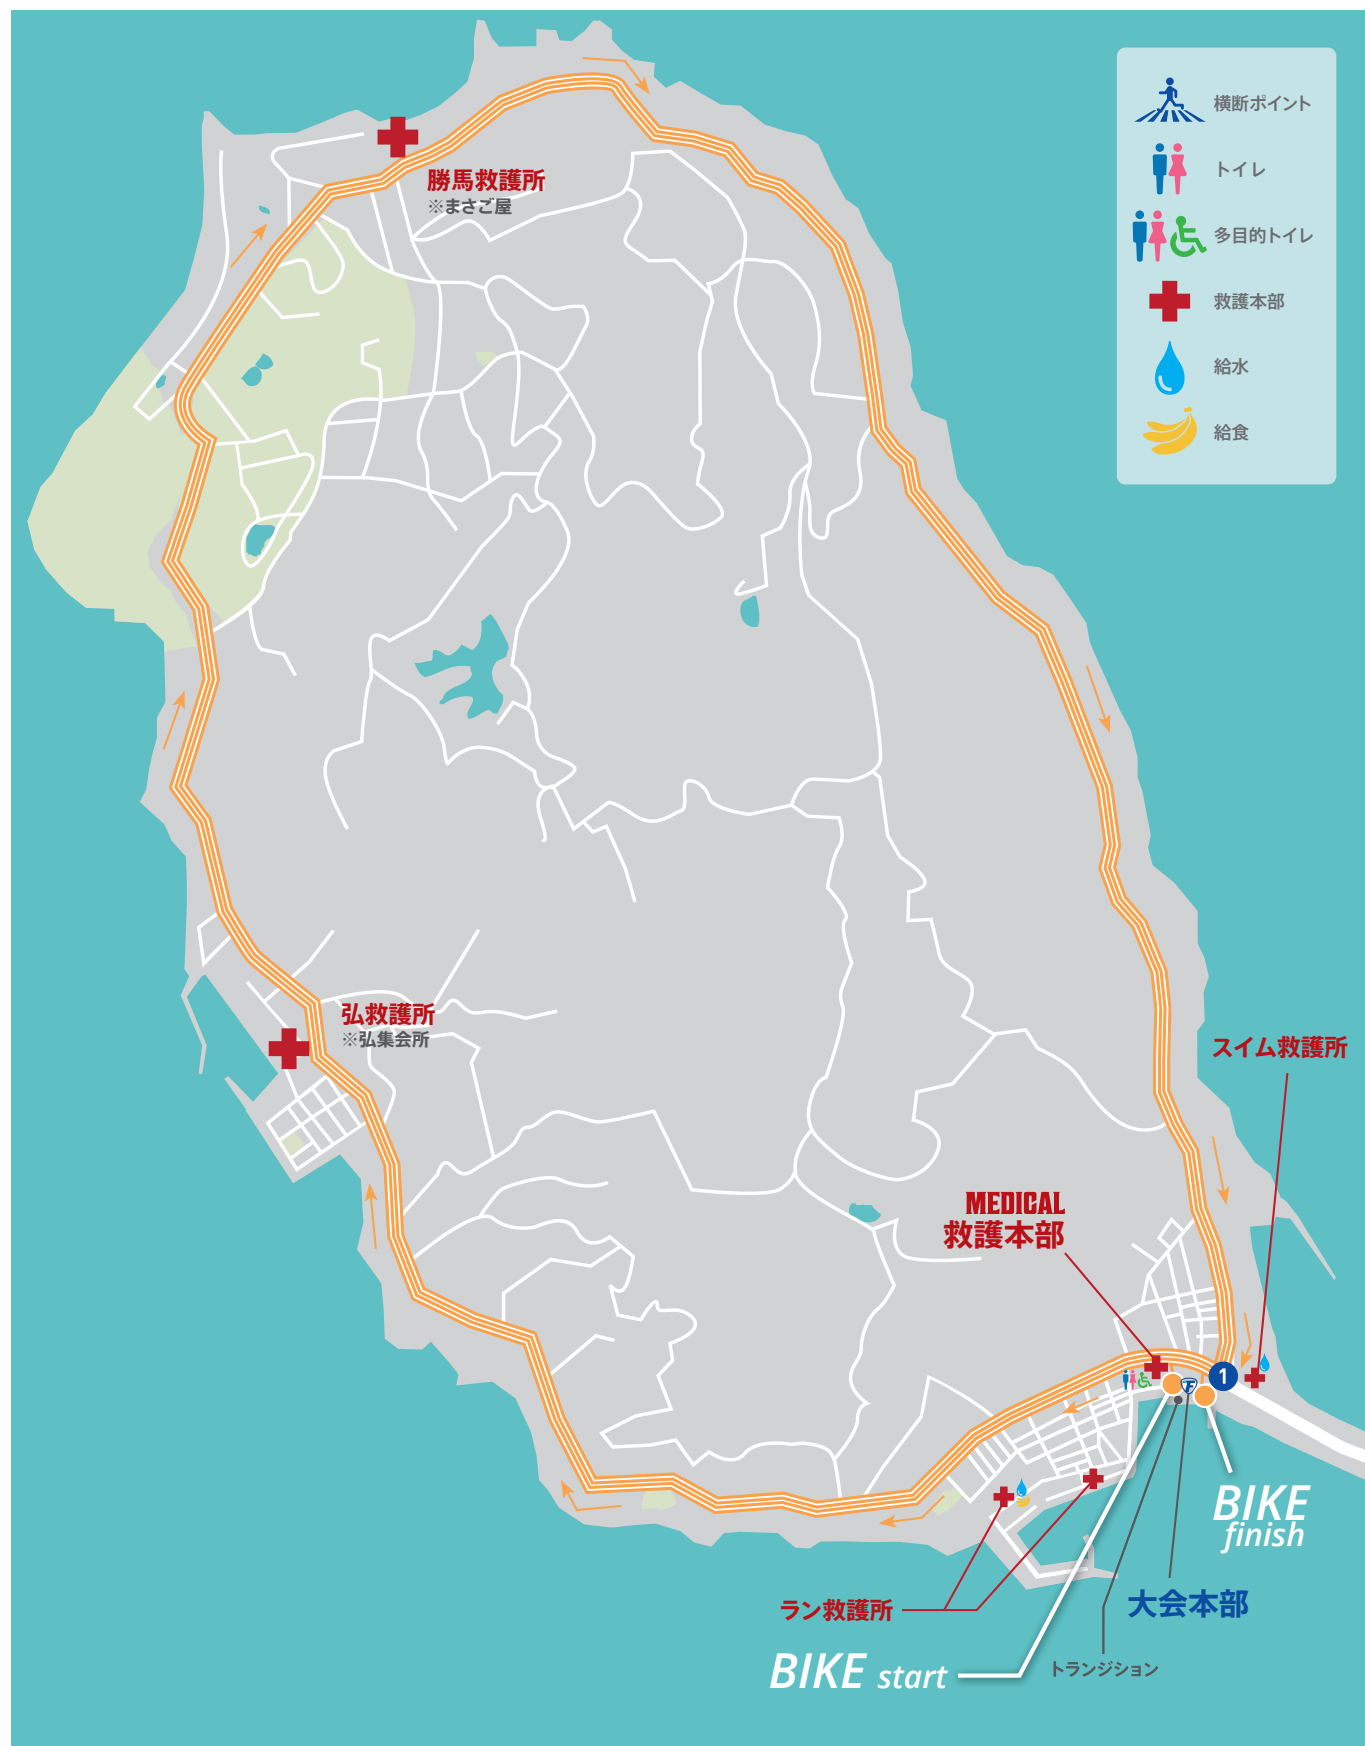 横断ポイント
トイレ
多目的トイレ
救護本部
給水
給食
勝馬救護所
※まさご屋
弘救護所
※弘集会所
スイム救護所
MEDICAL
救護本部
1
BIKE
finish
大会本部
ラン救護所
トランジション
BIKE start